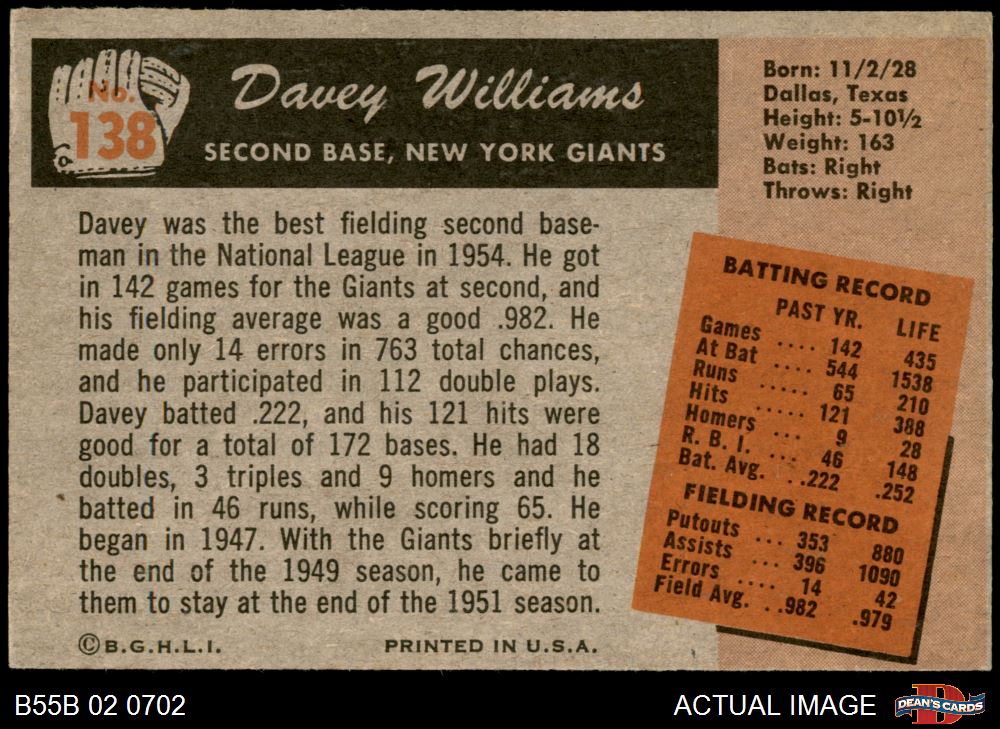 No.
138
Davey Williams
SECOND BASE, NEW YORK GIANTS
Born: 11/2/28
Dallas, Texas
Height: 5-10½
Weight: 163
Bats: Right
Throws: Right
Davey was the best fielding second base-
man in the National League in 1954. He got
in 142 games for the Giants at second, and
his fielding average was a good .982. He
made only 14 errors in 763 total chances,
and he participated in 112 double plays.
Davey batted .222, and his 121 hits were
good for a total of 172 bases. He had 18
doubles, 3 triples and 9 homers and he
batted in 46 runs, while scoring 65. He
began in 1947. With the Giants briefly at
the end of the 1949 season, he came to
them to stay at the end of the 1951 season.
BATTING RECORD
PAST YR. LIFE
Games .... 142 435
At Bat .... 544 1538
Runs ..... 65 210
Hits ..... 121 388
Homers ... 9 28
R. B. I. ... 46 148
Bat. Avg. ..222 .252
FIELDING RECORD
Putouts ... 353 880
Assists ... 396 1090
Errors .... 14 42
Field Avg. ..982 .979
©B.G.H.L.I. PRINTED IN U.S.A.
B55B 02 0702 ACTUAL IMAGE
D
DEAN'S CARDS